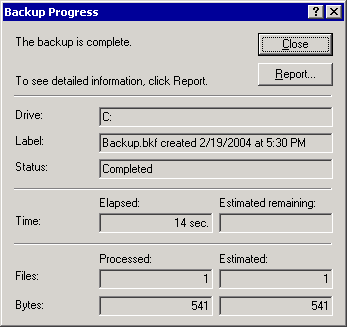 Backup Progress
The backup is complete.
Close
To see detailed information, click Report.
Report...
Drive: C:
Label: Backup.bkf created 2/19/2004 at 5:30 PM
Status: Completed
Elapsed: Estimated remaining:
Time: 14 sec.
Processed: Estimated:
Files: 1 1
Bytes: 541 541